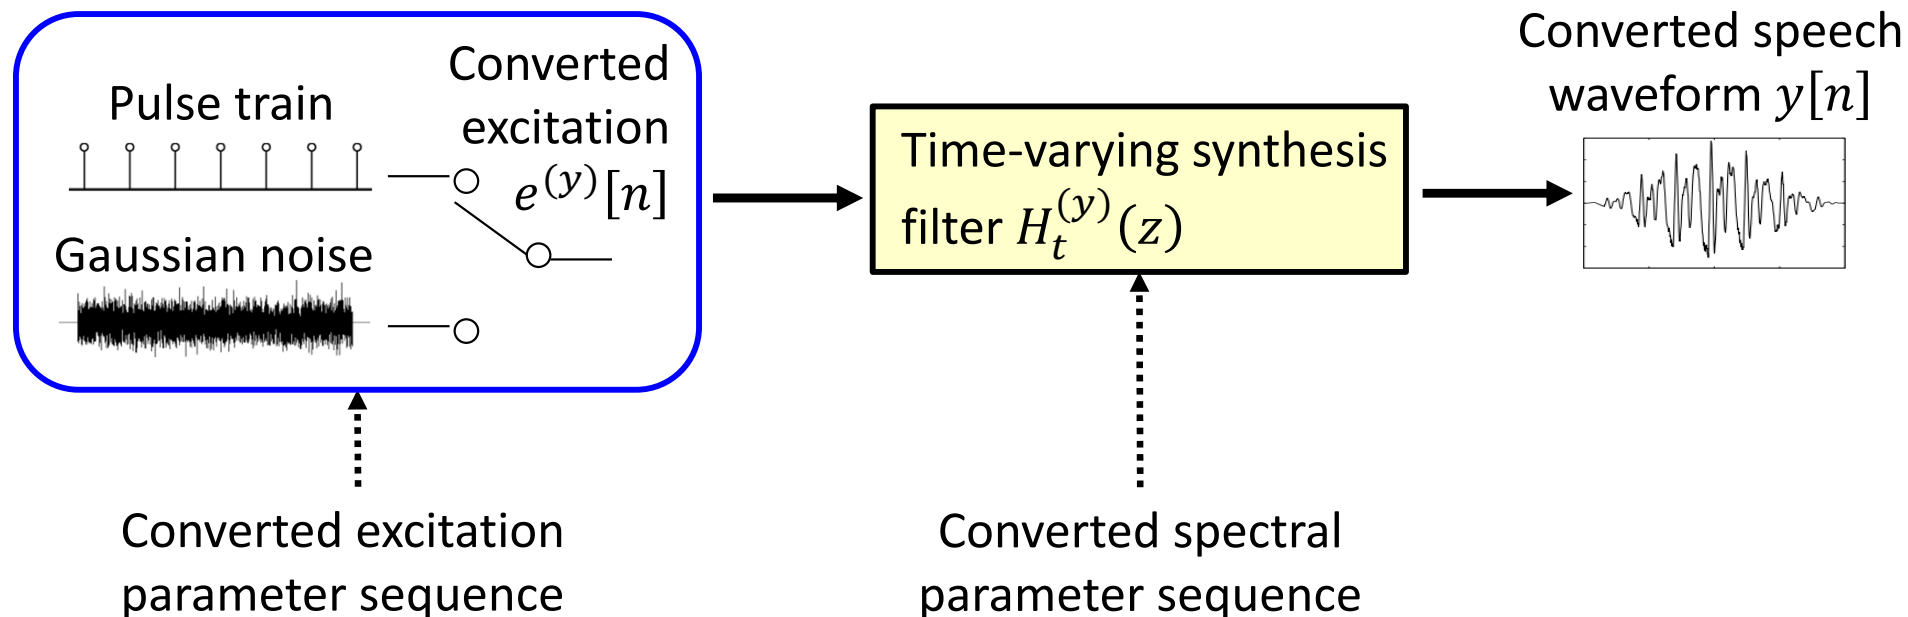 Pulse train
Gaussian noise
Converted
excitation
e^(y)[n]
Time-varying synthesis
filter H_t^(y)(z)
Converted speech
waveform y[n]
Converted excitation
parameter sequence
Converted spectral
parameter sequence